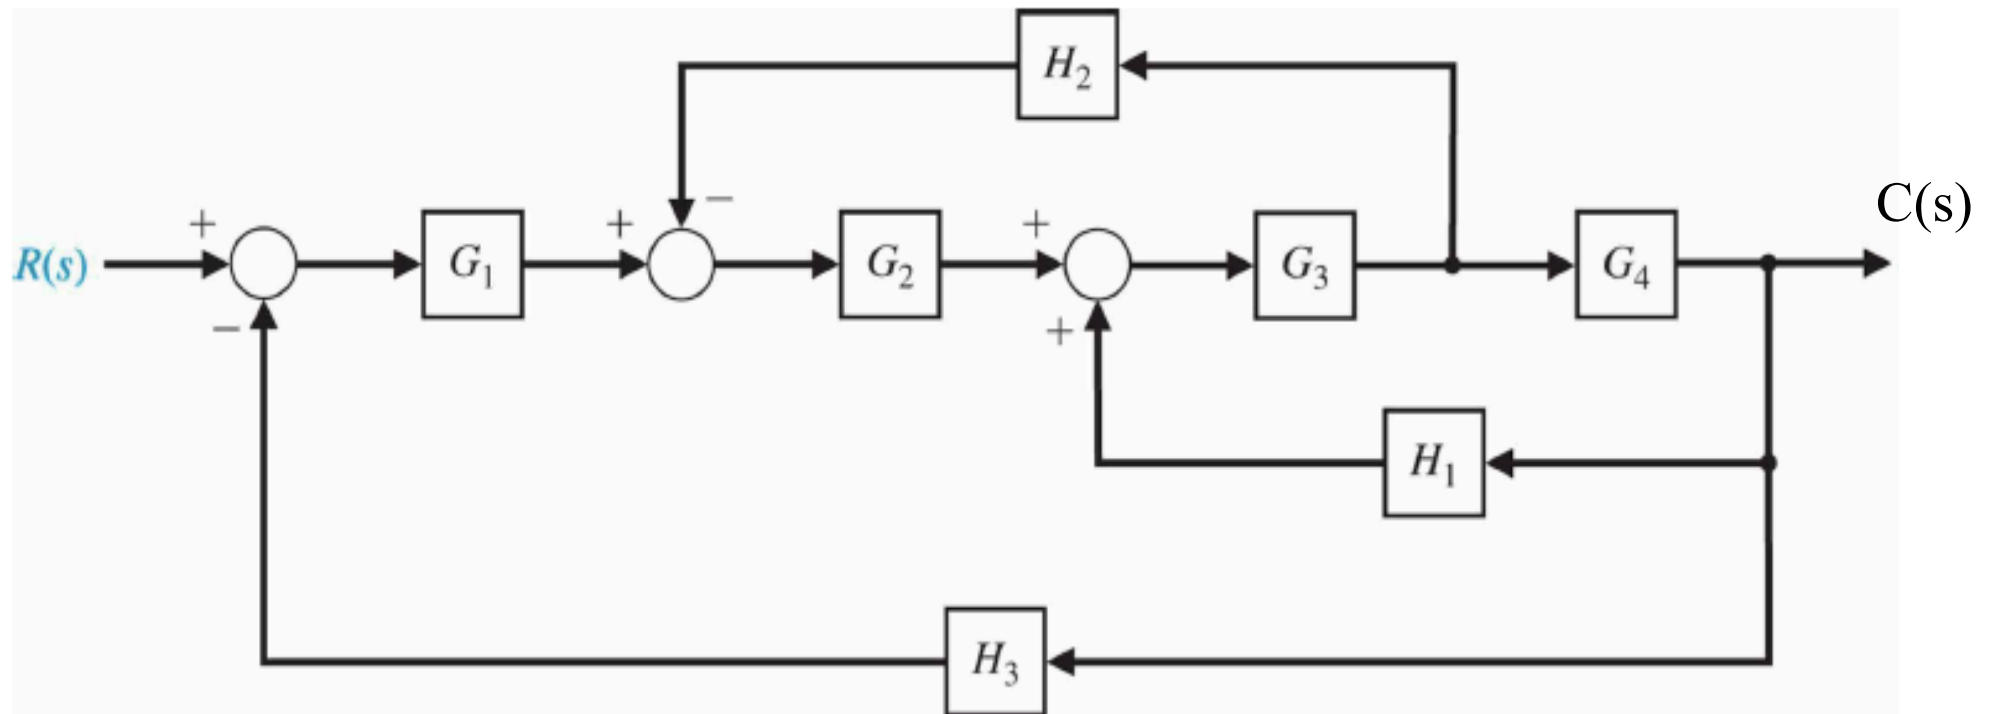 H₂
C(s)
R(s) + − G₁ + − G₂ + + G₃ G₄
H₁
H₃